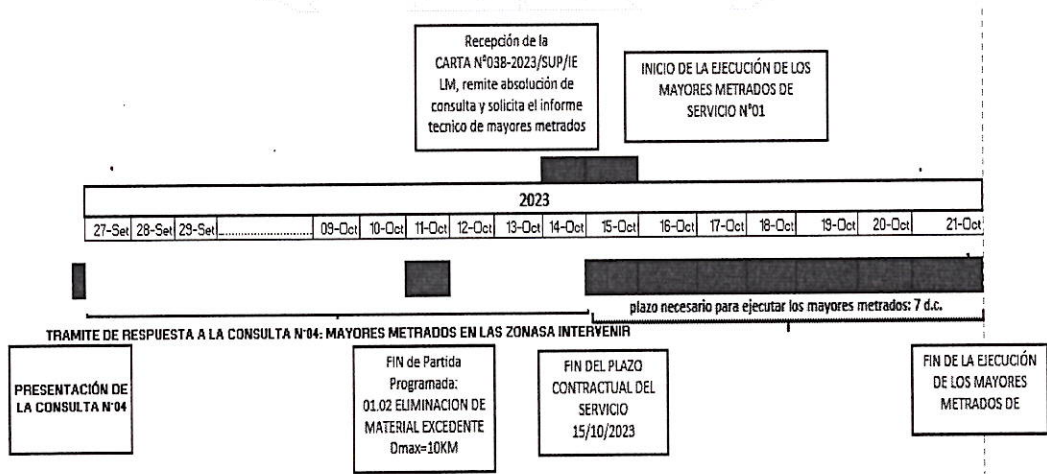 Recepción de la
CARTA N°038-2023/SUP/IE
LM, remite absolución de
consulta y solicita el informe
tecnico de mayores metrados
INICIO DE LA EJECUCIÓN DE LOS
MAYORES METRADOS DE
SERVICIO N°01
2023
27-Set 28-Set 29-Set ........................... 09-Oct 10-Oct 11-Oct 12-Oct 13-Oct 14-Oct 15-Oct 16-Oct 17-Oct 18-Oct 19-Oct 20-Oct 21-Oct
plazo necesario para ejecutar los mayores metrados: 7 d.c.
TRAMITE DE RESPUESTA A LA CONSULTA N°04: MAYORES METRADOS EN LAS ZONASA INTERVENIR
PRESENTACIÓN DE
LA CONSULTA N°04
FIN de Partida
Programada:
01.02 ELIMINACION DE
MATERIAL EXCEDENTE
Dmax=10KM
FIN DEL PLAZO
CONTRACTUAL DEL
SERVICIO
15/10/2023
FIN DE LA EJECUCIÓN
DE LOS MAYORES
METRADOS DE